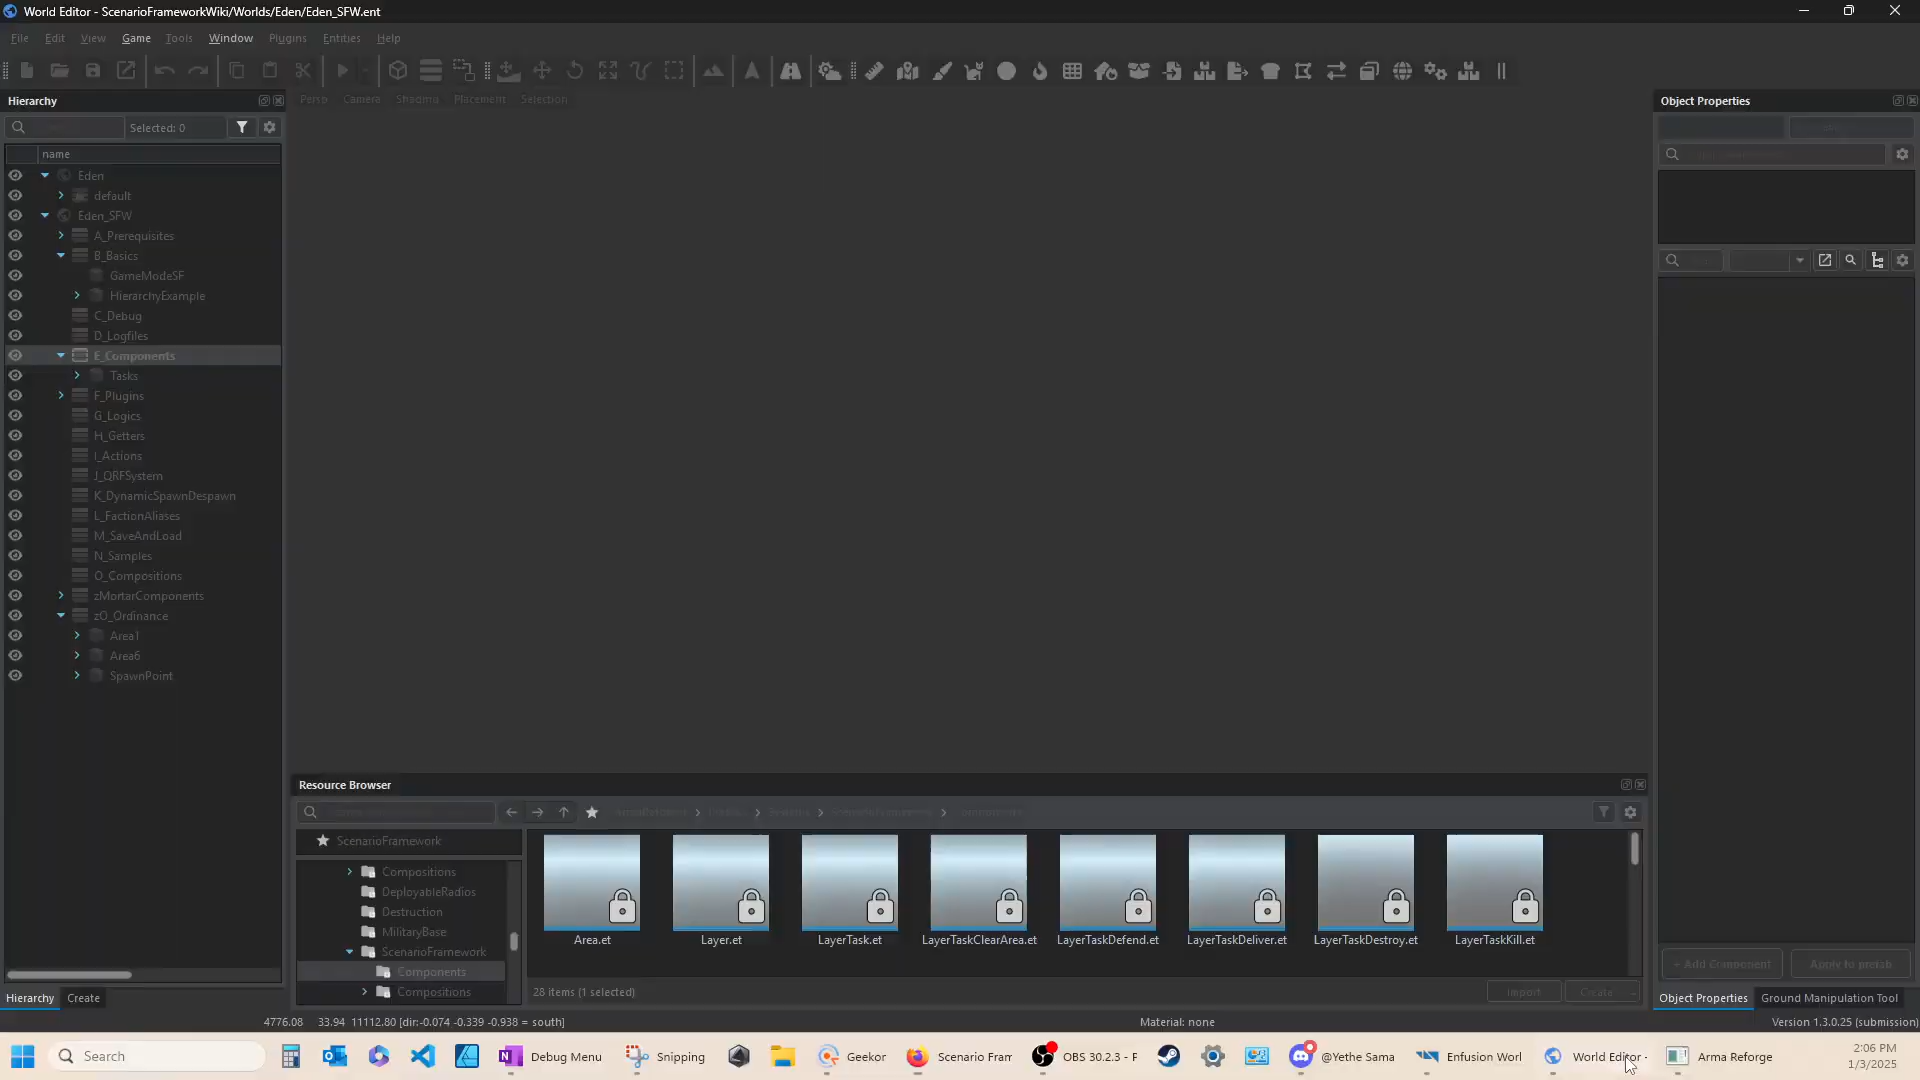 World Editor - ScenarioFrameworkWiki/Worlds/Eden/Eden_SFW.ent
File Edit View Game Tools Window Plugins Entities Help
Hierarchy
Persp Camera Shading Placement Selection
Object Properties
Selected: 0
name
Eden
default
Eden_SFW
A_Prerequisites
B_Basics
GameModeSF
HierarchyExample
C_Debug
D_Logfiles
E_Components
Tasks
F_Plugins
G_Logics
H_Getters
I_Actions
J_QRFSystem
K_DynamicSpawnDespawn
L_FactionAliases
M_SaveAndLoad
N_Samples
O_Compositions
zMortarComponents
zO_Ordinance
Area1
Area6
SpawnPoint
Resource Browser
ScenarioFramework
Compositions
DeployableRadios
Destruction
MilitaryBase
ScenarioFramework
Components
Compositions
Area.et
Layer.et
LayerTask.et
LayerTaskClearArea.et
LayerTaskDefend.et
LayerTaskDeliver.et
LayerTaskDestroy.et
LayerTaskKill.et
28 items (1 selected)
Import
Create
+ Add Component
Apply to prefab
Hierarchy Create
Object Properties Ground Manipulation Tool
4776.08 33.94 11112.80 [dir:-0.074 -0.339 -0.938 = south]
Material: none
Version 1.3.0.25 (submission)
Search
Debug Menu
Snipping
Geekor
Scenario Fram
OBS 30.2.3 - P
@Yethe Sama
Enfusion Worl
World Editor -
Arma Reforge
2:06 PM
1/3/2025